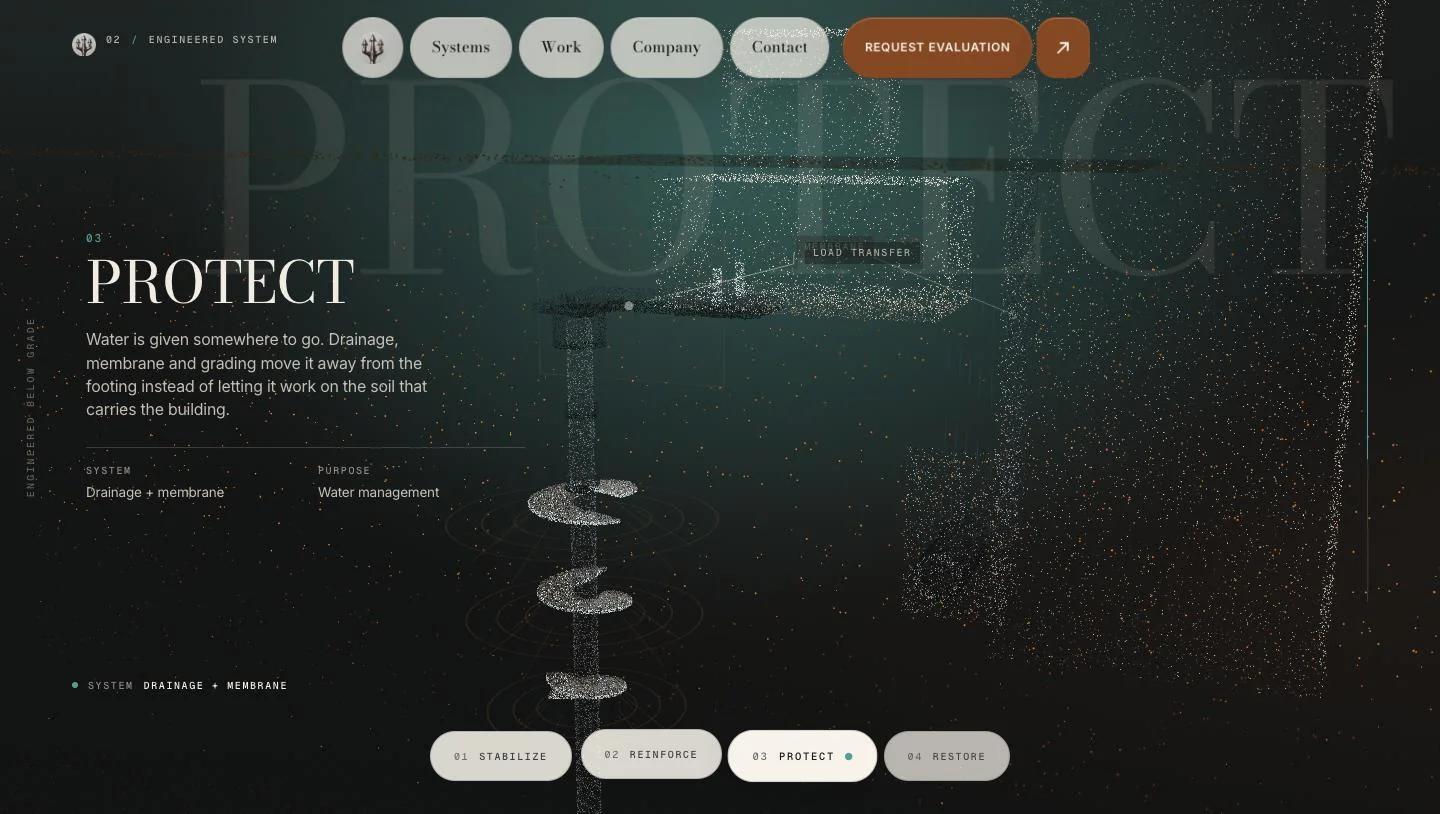 02 / ENGINEERED SYSTEM
Systems
Work
Company
Contact
REQUEST EVALUATION
PROTECT
03
PROTECT
Water is given somewhere to go. Drainage,
membrane and grading move it away from the
footing instead of letting it work on the soil that
carries the building.
SYSTEM
Drainage + membrane
PURPOSE
Water management
LOAD TRANSFER
ENGINEERED BELOW GRADE
SYSTEM DRAINAGE + MEMBRANE
01 STABILIZE
02 REINFORCE
03 PROTECT
04 RESTORE